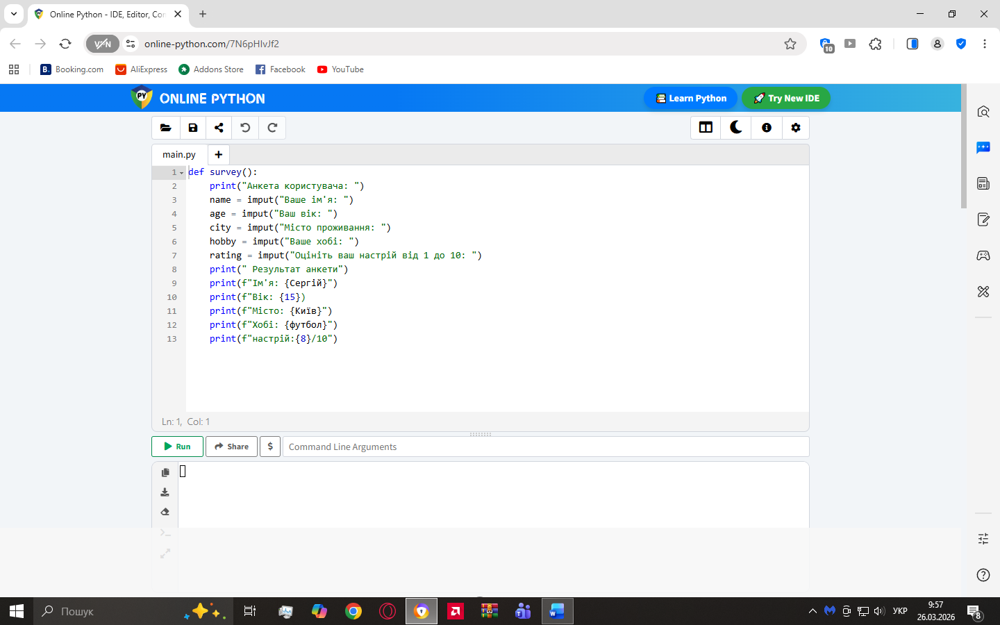 Online Python - IDE, Editor, Con
VPN
online-python.com/7N6pHIvJf2
10
B. Booking.com
AliExpress
Addons Store
Facebook
YouTube
PY ONLINE PYTHON
Learn Python
Try New IDE
main.py
1 def survey():
2 print("Анкета користувача: ")
3 name = imput("Ваше ім'я: ")
4 age = imput("Ваш вік: ")
5 city = imput("Місто проживання: ")
6 hobby = imput("Ваше хобі: ")
7 rating = imput("Оцініть ваш настрій від 1 до 10: ")
8 print(" Результат анкети")
9 print(f"Ім'я: {Сергій}")
10 print(f"Вік: {15})
11 print(f"Місто: {Київ}")
12 print(f"Хобі: {футбол}")
13 print(f"настрій:{8}/10")
Ln: 1, Col: 1
Run
Share
$
Command Line Arguments
Пошук
УКР
9:57
26.03.2026
8